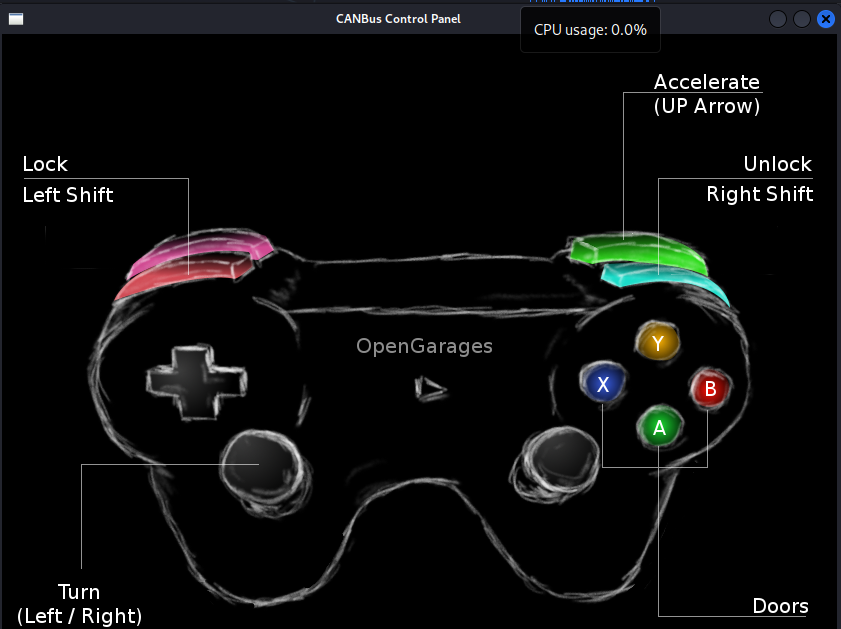 CANBus Control Panel
CPU usage: 0.0%
Accelerate
(UP Arrow)
Lock
Left Shift
Unlock
Right Shift
OpenGarages
Y
X
B
A
Turn
(Left / Right)
Doors